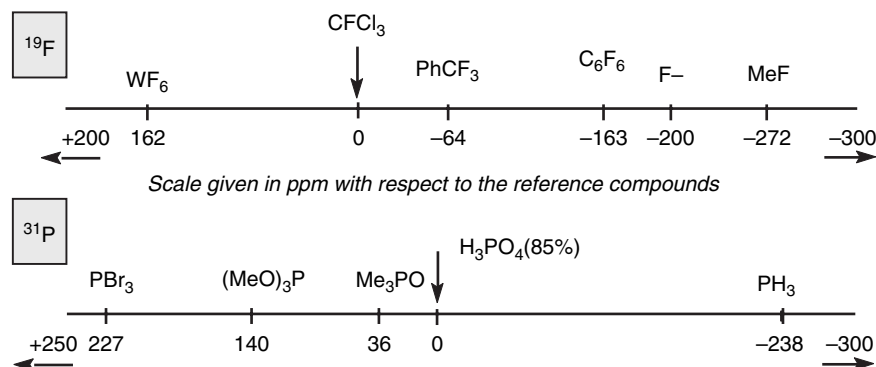 ¹⁹F
CFCl₃
WF₆
PhCF₃
C₆F₆
F–
MeF
+200 162 0 –64 –163 –200 –272 –300
Scale given in ppm with respect to the reference compounds
³¹P
H₃PO₄(85%)
PBr₃ (MeO)₃P Me₃PO PH₃
+250 227 140 36 0 –238 –300